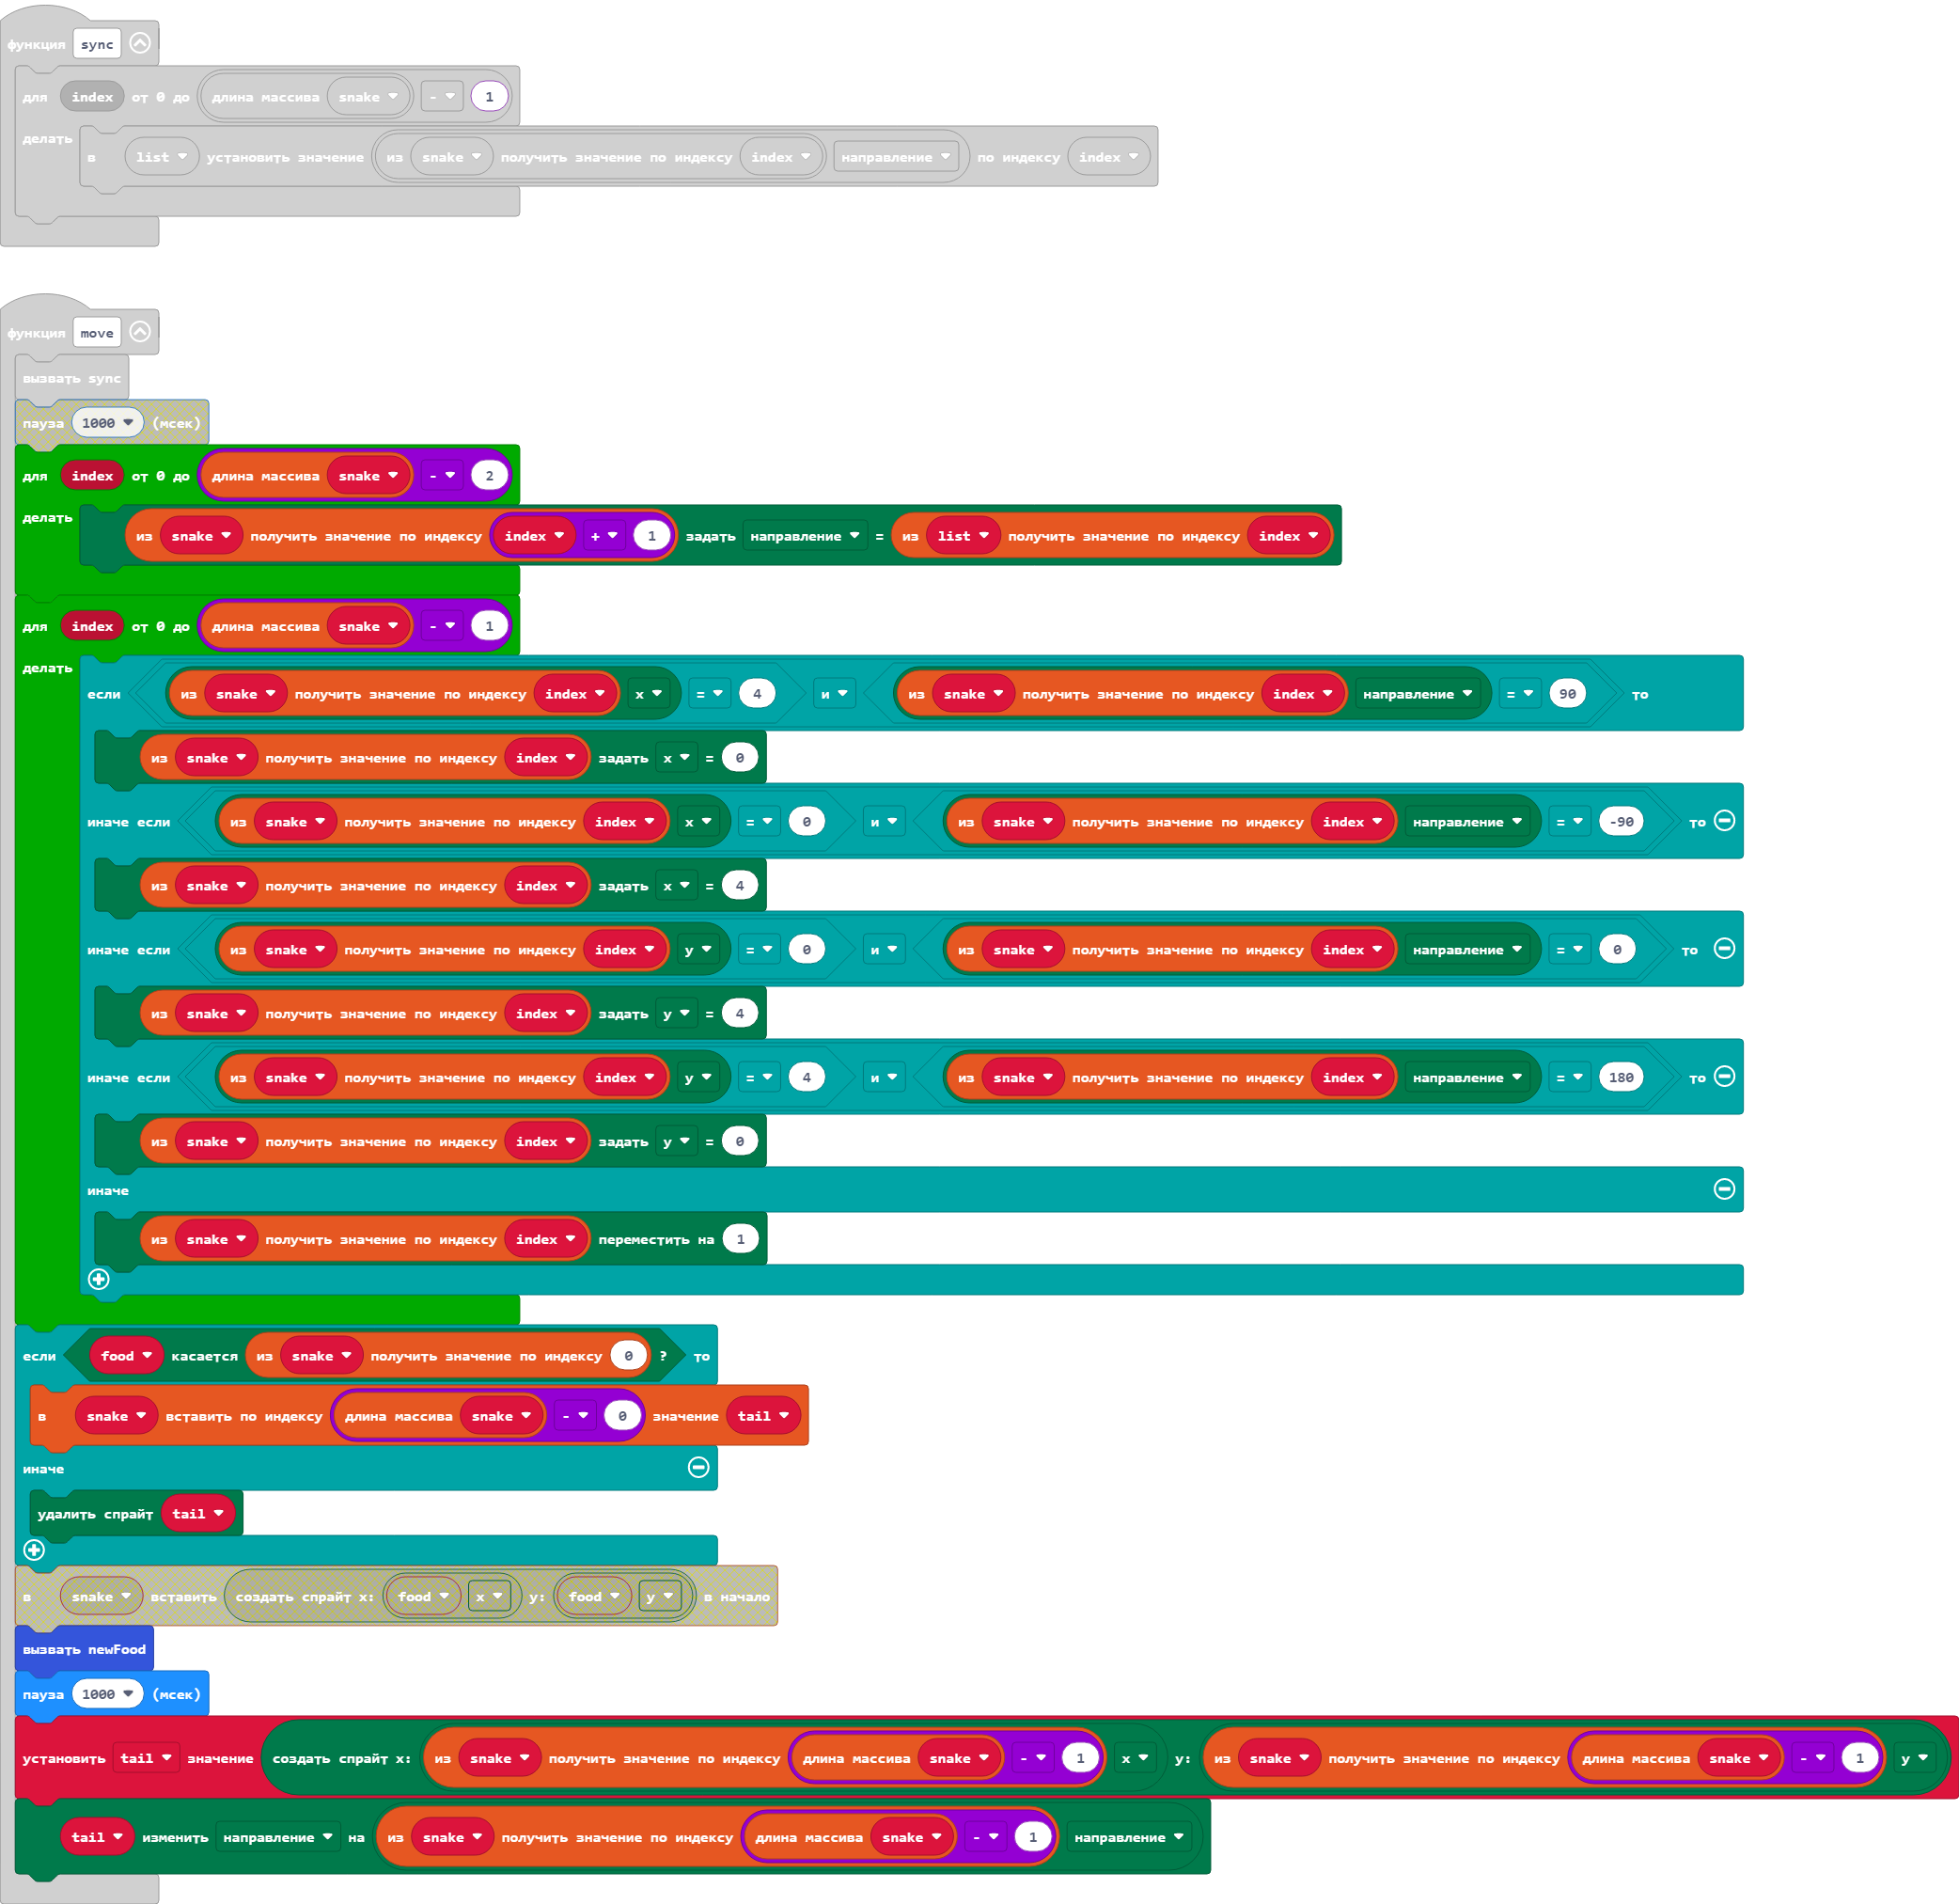 функция sync
для index от 0 до длина массива snake - 1
делать
в list установить значение из snake получить значение по индексу index направление по индексу index
функция move
вызвать sync
пауза 1000 (мсек)
для index от 0 до длина массива snake - 2
делать
из snake получить значение по индексу index + 1 задать направление = из list получить значение по индексу index
для index от 0 до длина массива snake - 1
делать
если из snake получить значение по индексу index x = 4 и из snake получить значение по индексу index направление = 90 то
из snake получить значение по индексу index задать x = 0
иначе если из snake получить значение по индексу index x = 0 и из snake получить значение по индексу index направление = -90 то
из snake получить значение по индексу index задать x = 4
иначе если из snake получить значение по индексу index y = 0 и из snake получить значение по индексу index направление = 0 то
из snake получить значение по индексу index задать y = 4
иначе если из snake получить значение по индексу index y = 4 и из snake получить значение по индексу index направление = 180 то
из snake получить значение по индексу index задать y = 0
иначе
из snake получить значение по индексу index переместить на 1
если food касается из snake получить значение по индексу 0 ? то
в snake вставить по индексу длина массива snake - 0 значение tail
иначе
удалить спрайт tail
в snake вставить создать спрайт x: food x y: food y в начало
вызвать newFood
пауза 1000 (мсек)
установить tail значение создать спрайт x: из snake получить значение по индексу длина массива snake - 1 x y: из snake получить значение по индексу длина массива snake - 1 y
tail изменить направление на из snake получить значение по индексу длина массива snake - 1 направление